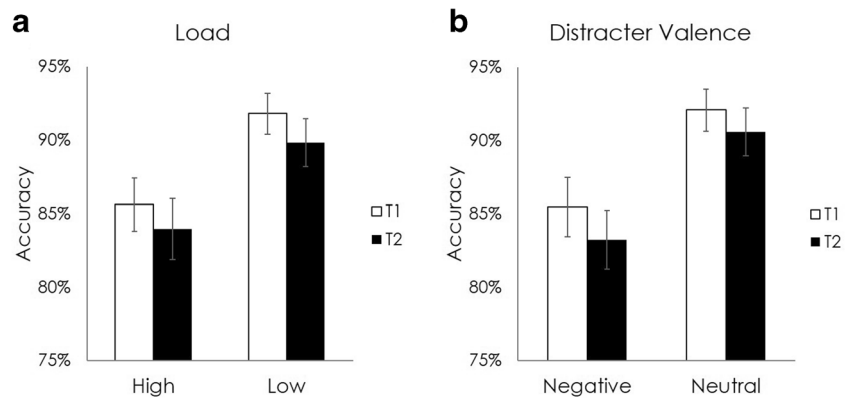 a
Load
95%
90%
85%
80%
75%
Accuracy
High
Low
T1
T2
b
Distracter Valence
95%
90%
85%
80%
75%
Accuracy
Negative
Neutral
T1
T2